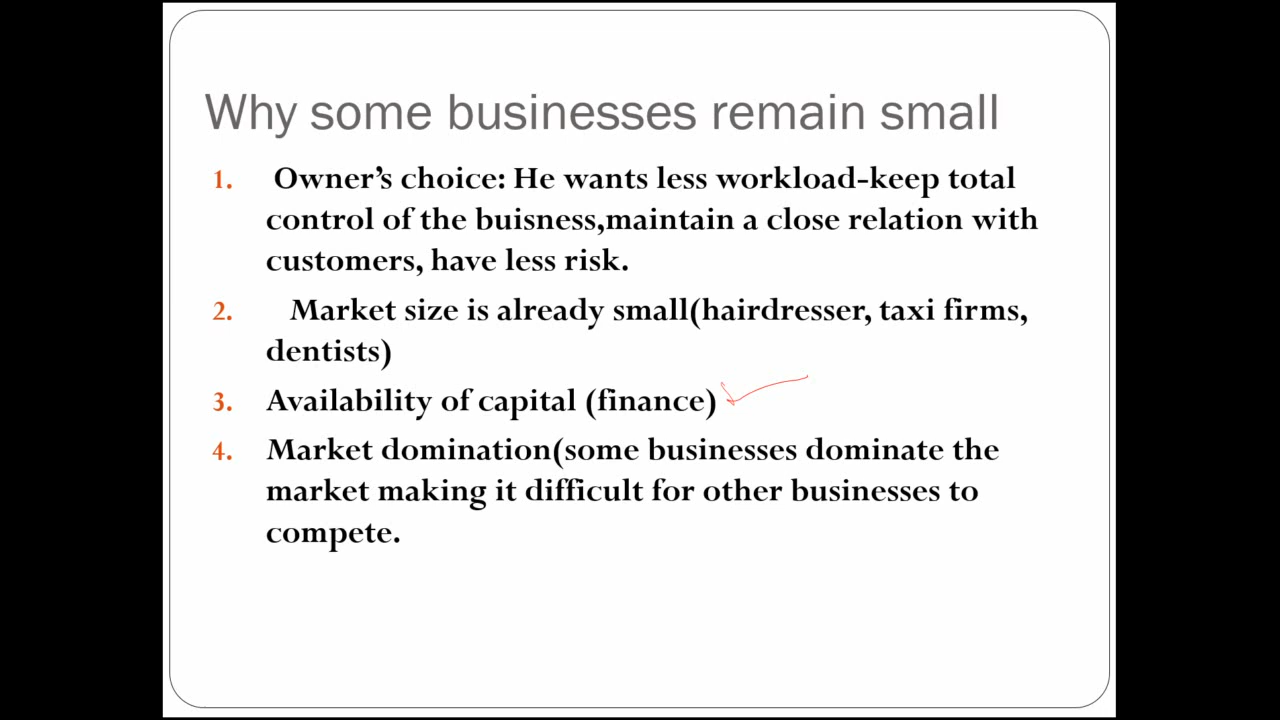 Why some businesses remain small
1. Owner's choice: He wants less workload-keep total
control of the buisness,maintain a close relation with
customers, have less risk.
2. Market size is already small(hairdresser, taxi firms,
dentists)
3. Availability of capital (finance)
4. Market domination(some businesses dominate the
market making it difficult for other businesses to
compete.